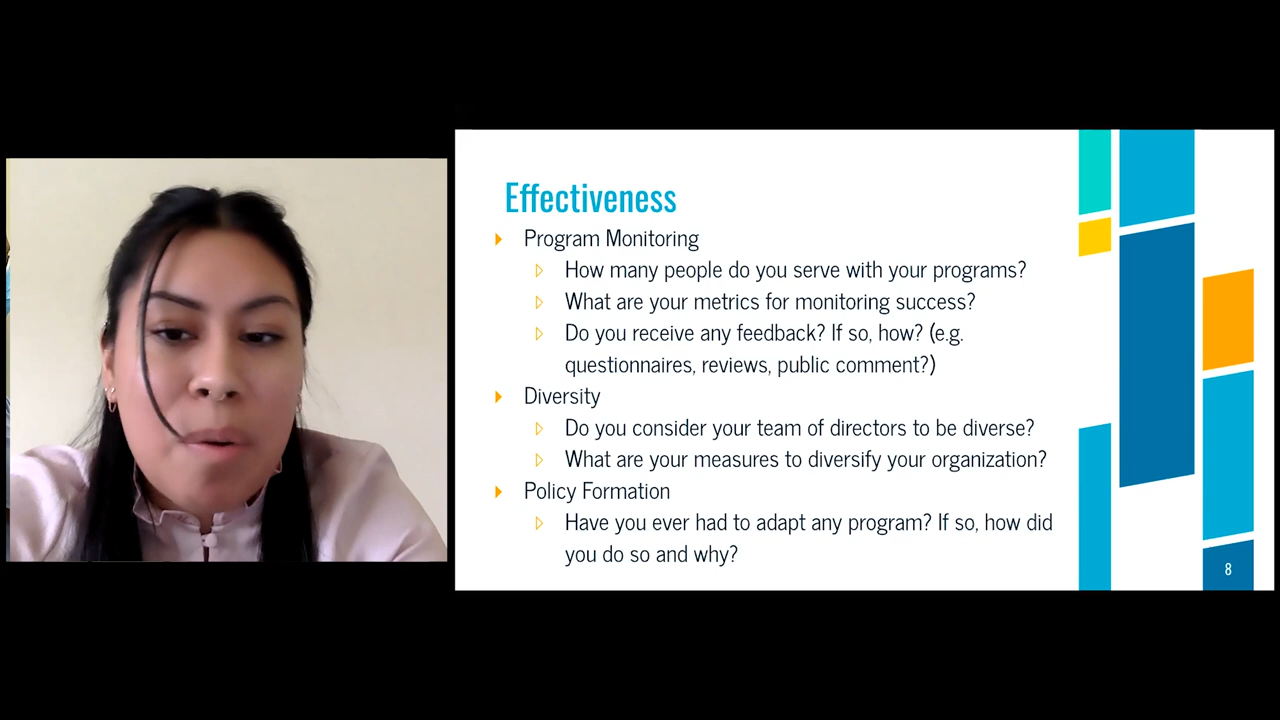 Effectiveness
Program Monitoring
How many people do you serve with your programs?
What are your metrics for monitoring success?
Do you receive any feedback? If so, how? (e.g.
questionnaires, reviews, public comment?)
Diversity
Do you consider your team of directors to be diverse?
What are your measures to diversify your organization?
Policy Formation
Have you ever had to adapt any program? If so, how did
you do so and why?
8